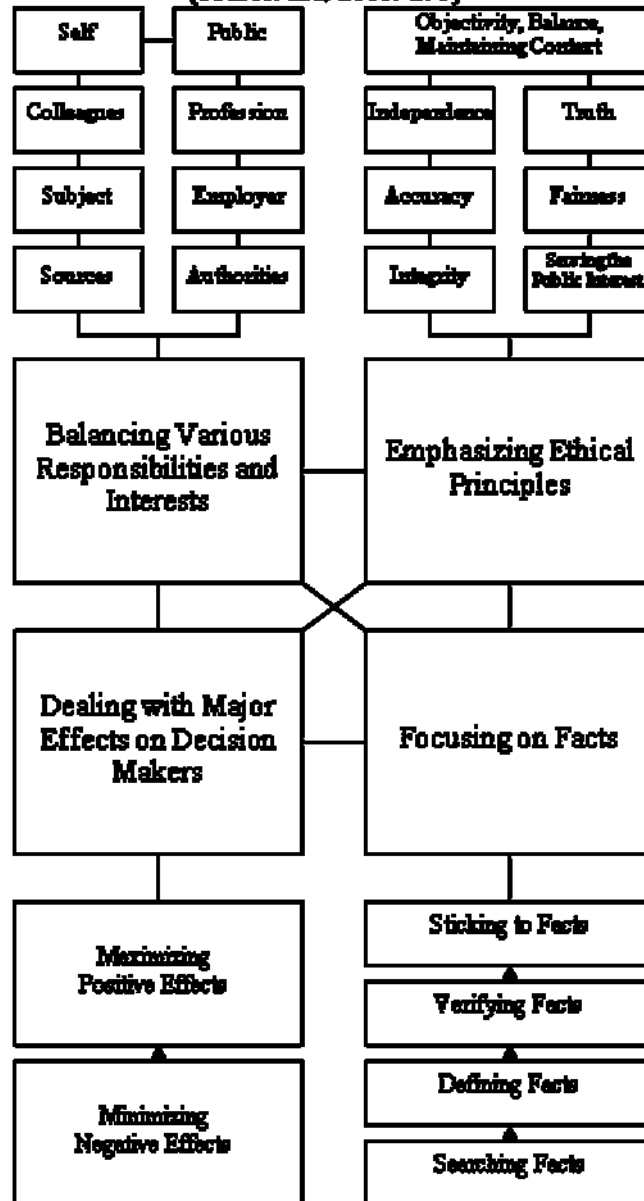 Self
Public
Objectivity, Balance,
Maintaining Context
Colleagues
Profession
Independence
Truth
Subject
Employer
Accuracy
Fairness
Sources
Authorities
Integrity
Serving the
Public Interest
Balancing Various
Responsibilities and
Interests
Emphasizing Ethical
Principles
Dealing with Major
Effects on Decision
Makers
Focusing on Facts
Maximizing
Positive Effects
Sticking to Facts
Verifying Facts
Minimizing
Negative Effects
Defining Facts
Searching Facts